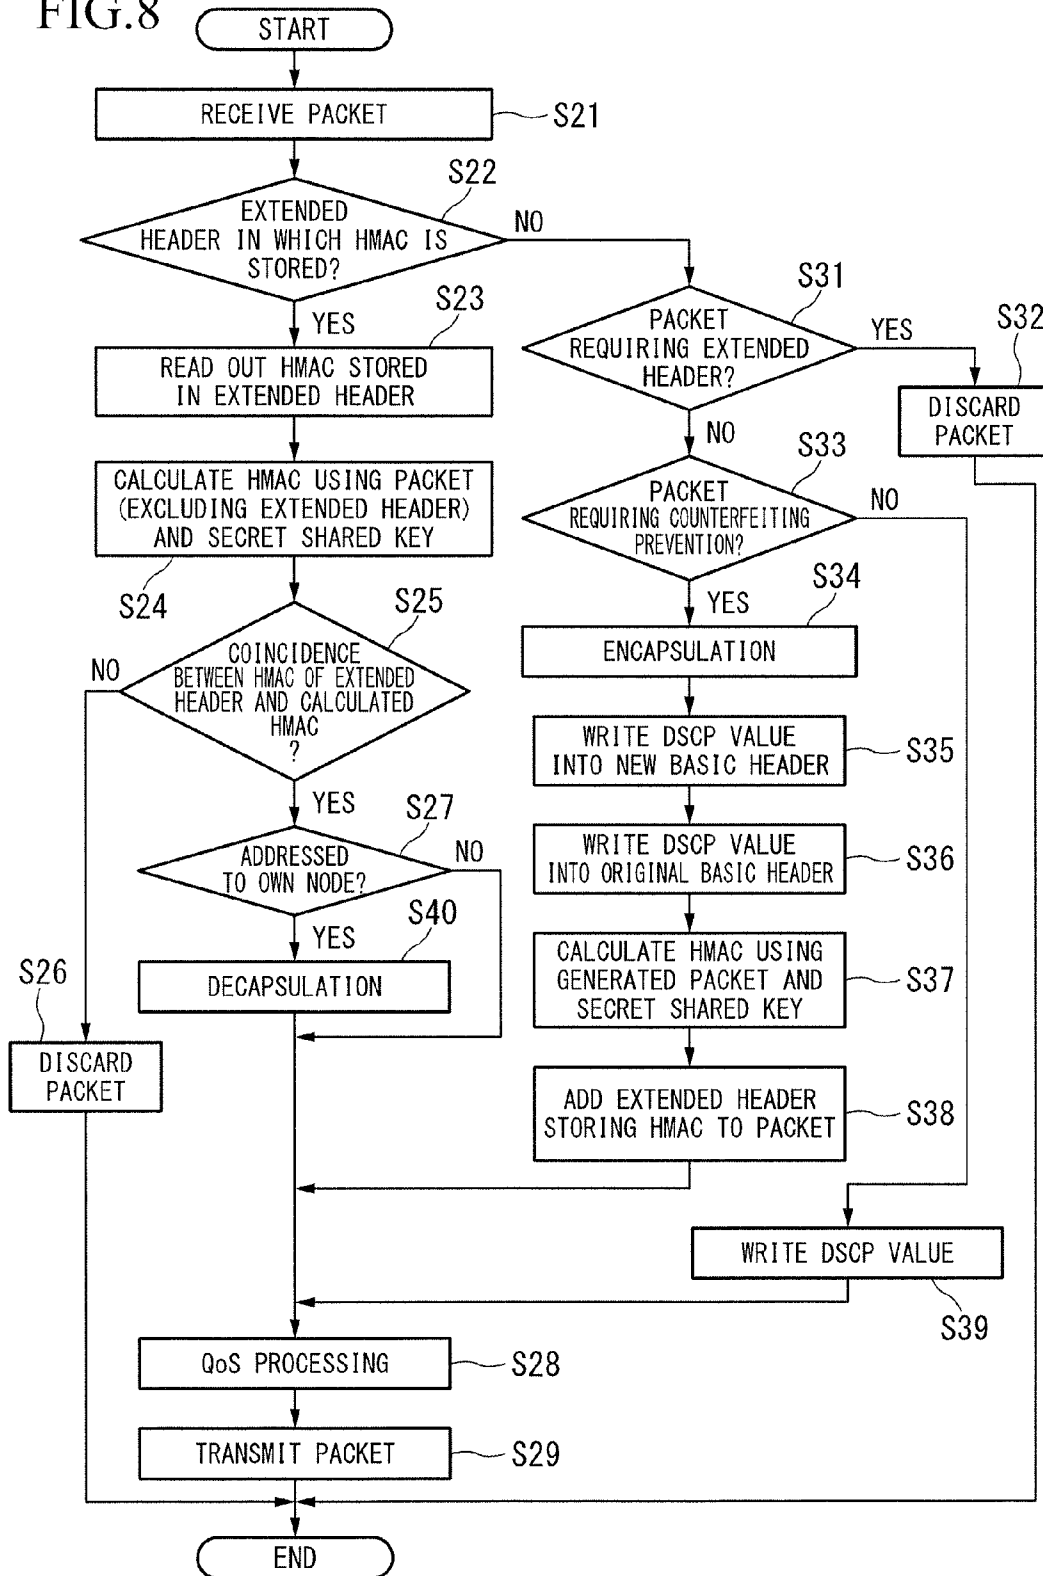 FIG.8
START
RECEIVE PACKET
S21
S22
EXTENDED
HEADER IN WHICH HMAC IS
STORED?
NO
YES
S23
READ OUT HMAC STORED
IN EXTENDED HEADER
CALCULATE HMAC USING PACKET
(EXCLUDING EXTENDED HEADER)
AND SECRET SHARED KEY
S24
S25
COINCIDENCE
BETWEEN HMAC OF EXTENDED
HEADER AND CALCULATED
HMAC
?
NO
YES
S27
ADDRESSED
TO OWN NODE?
NO
YES
S40
DECAPSULATION
S26
DISCARD
PACKET
S31
PACKET
REQUIRING EXTENDED
HEADER?
YES
S32
DISCARD
PACKET
NO
S33
PACKET
REQUIRING COUNTERFEITING
PREVENTION?
NO
YES
S34
ENCAPSULATION
WRITE DSCP VALUE
INTO NEW BASIC HEADER
S35
WRITE DSCP VALUE
INTO ORIGINAL BASIC HEADER
S36
CALCULATE HMAC USING
GENERATED PACKET AND
SECRET SHARED KEY
S37
ADD EXTENDED HEADER
STORING HMAC TO PACKET
S38
WRITE DSCP VALUE
S39
QoS PROCESSING
S28
TRANSMIT PACKET
S29
END